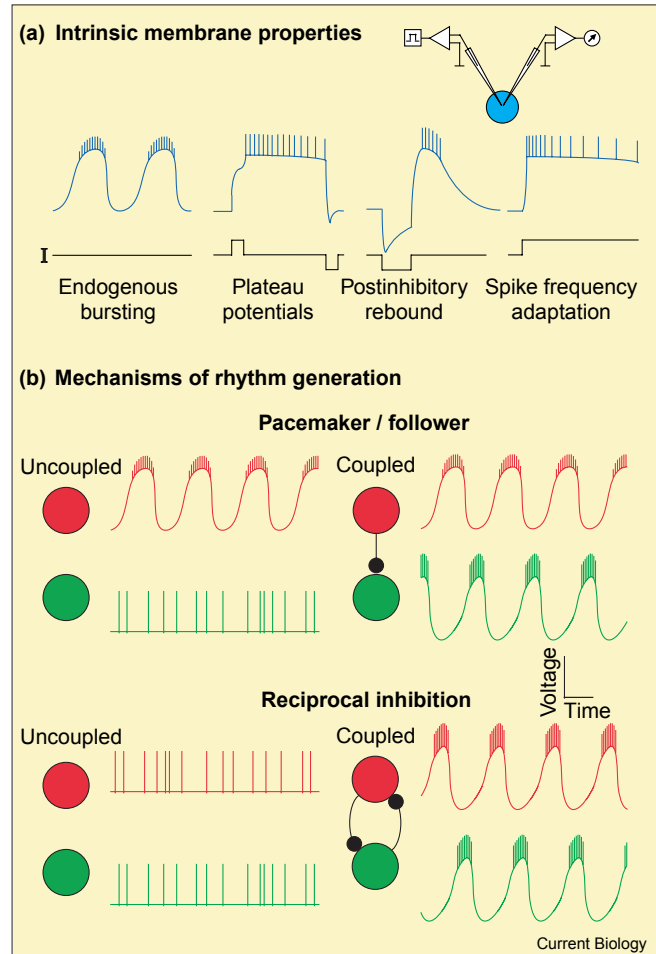 (a) Intrinsic membrane properties
I
Endogenous
bursting
Plateau
potentials
Postinhibitory
rebound
Spike frequency
adaptation
(b) Mechanisms of rhythm generation
Pacemaker / follower
Uncoupled
Coupled
Voltage
Time
Reciprocal inhibition
Uncoupled
Coupled
Current Biology